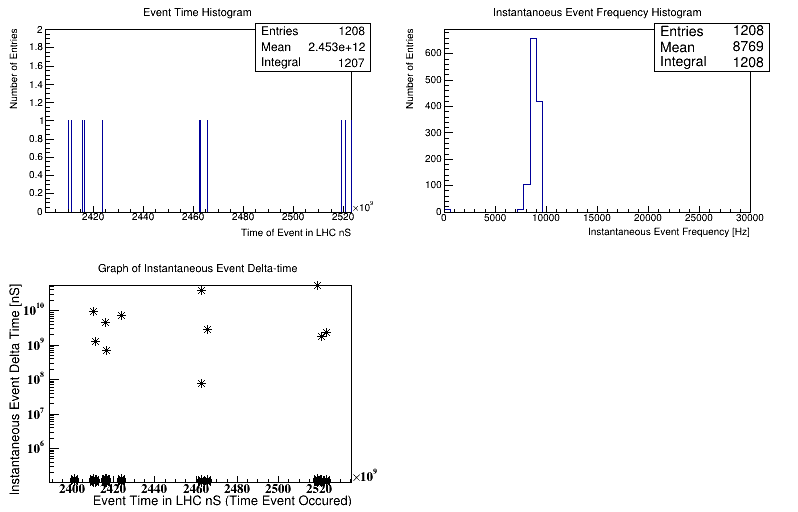 Event Time Histogram
Number of Entries
2
1.8
1.6
1.4
1.2
1
0.8
0.6
0.4
0.2
0
Entries 1208
Mean 2.453e+12
Integral 1207
2420 2440 2460 2480 2500 2520
×10⁹
Time of Event in LHC nS
Instantanoeus Event Frequency Histogram
Number of Entries
600
500
400
300
200
100
0
Entries 1208
Mean 8769
Integral 1208
0 5000 10000 15000 20000 25000 30000
Instantaneous Event Frequency [Hz]
Graph of Instantaneous Event Delta-time
Instantaneous Event Delta Time [nS]
10¹⁰
10⁹
10⁸
10⁷
10⁶
2400 2420 2440 2460 2480 2500 2520
×10⁹
Event Time in LHC nS (Time Event Occured)